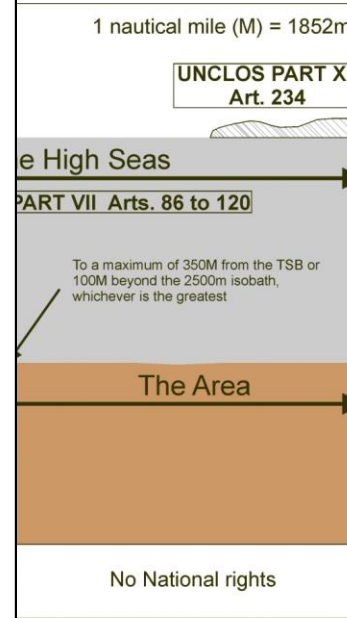 1 nautical mile (M) = 1852m
UNCLOS PART X
Art. 234
e High Seas
PART VII Arts. 86 to 120
To a maximum of 350M from the TSB or
100M beyond the 2500m isobath,
whichever is the greatest
The Area
No National rights